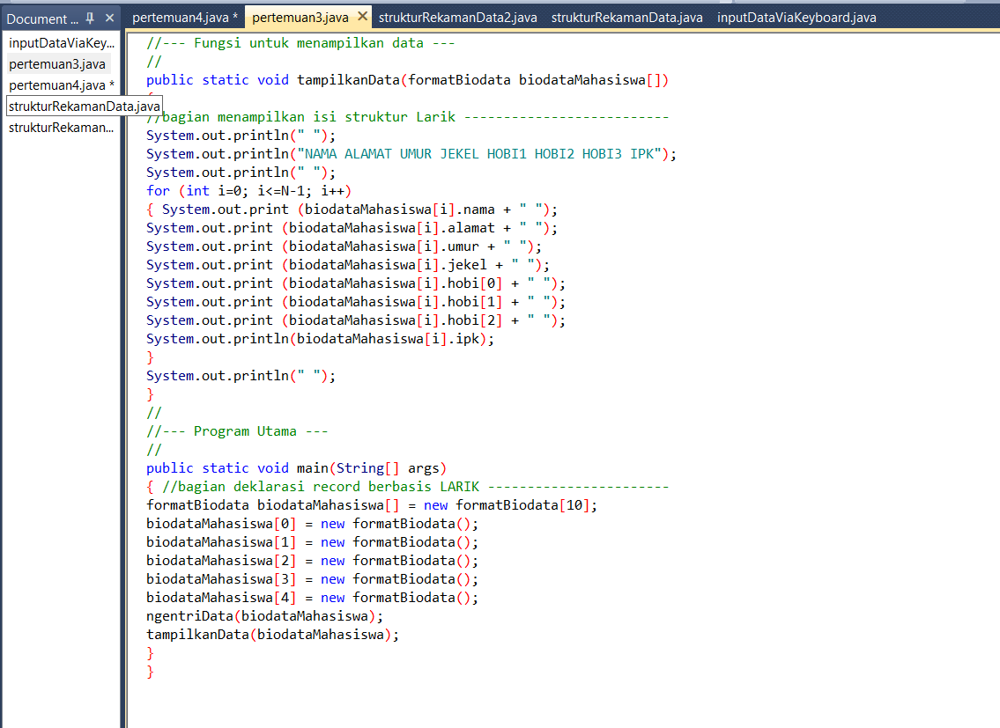 Document ...
pertemuan4.java * pertemuan3.java strukturRekamanData2.java strukturRekamanData.java inputDataViaKeyboard.java
inputDataViaKey...
pertemuan3.java
pertemuan4.java *
strukturRekamanData.java
strukturRekaman...
//--- Fungsi untuk menampilkan data ---
//
public static void tampilkanData(formatBiodata biodataMahasiswa[])
//bagian menampilkan isi struktur Larik --------------------------
System.out.println(" ");
System.out.println("NAMA ALAMAT UMUR JEKEL HOBI1 HOBI2 HOBI3 IPK");
System.out.println(" ");
for (int i=0; i<=N-1; i++)
{ System.out.print (biodataMahasiswa[i].nama + " ");
System.out.print (biodataMahasiswa[i].alamat + " ");
System.out.print (biodataMahasiswa[i].umur + " ");
System.out.print (biodataMahasiswa[i].jekel + " ");
System.out.print (biodataMahasiswa[i].hobi[0] + " ");
System.out.print (biodataMahasiswa[i].hobi[1] + " ");
System.out.print (biodataMahasiswa[i].hobi[2] + " ");
System.out.println(biodataMahasiswa[i].ipk);
}
System.out.println(" ");
}
//
//--- Program Utama ---
//
public static void main(String[] args)
{ //bagian deklarasi record berbasis LARIK -----------------------
formatBiodata biodataMahasiswa[] = new formatBiodata[10];
biodataMahasiswa[0] = new formatBiodata();
biodataMahasiswa[1] = new formatBiodata();
biodataMahasiswa[2] = new formatBiodata();
biodataMahasiswa[3] = new formatBiodata();
biodataMahasiswa[4] = new formatBiodata();
ngentriData(biodataMahasiswa);
tampilkanData(biodataMahasiswa);
}
}